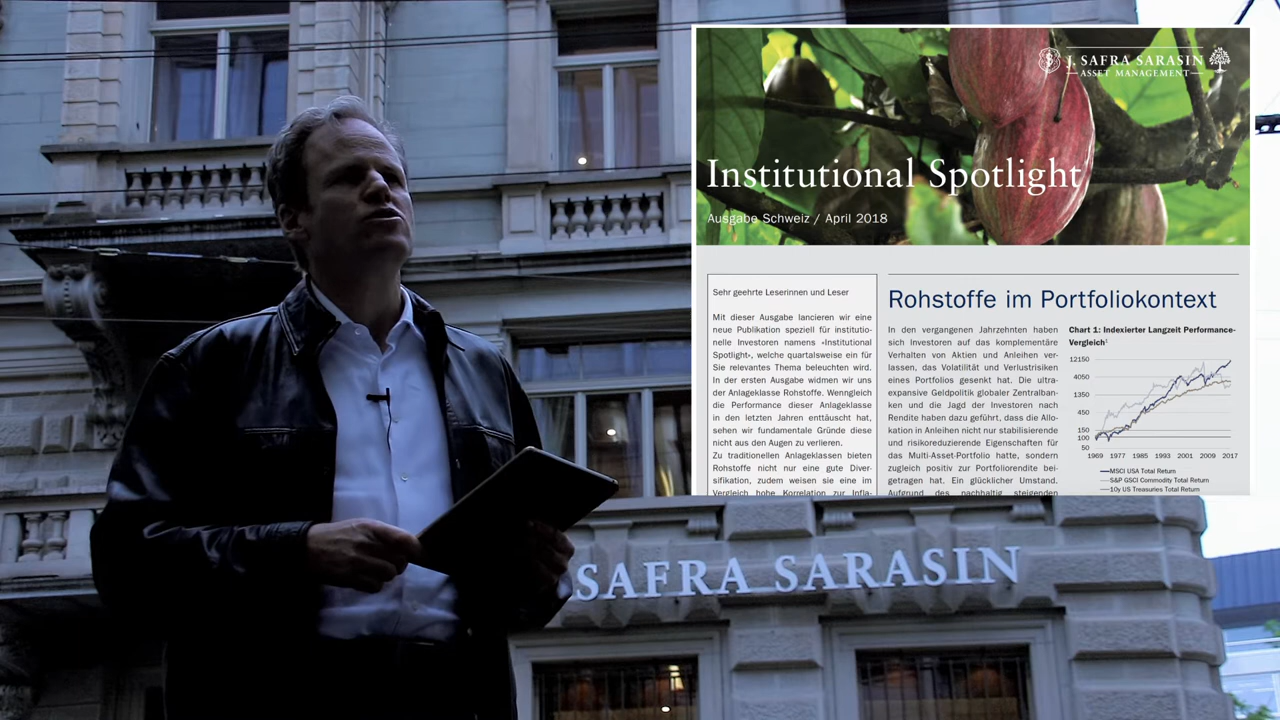 J. SAFRA SARASIN
ASSET MANAGEMENT
Institutional Spotlight
Ausgabe Schweiz / April 2018
Sehr geehrte Leserinnen und Leser
Mit dieser Ausgabe lancieren wir eine
neue Publikation speziell für institutio-
nelle Investoren namens «Institutional
Spotlight», welche quartalsweise ein für
Sie relevantes Thema beleuchten wird.
In der ersten Ausgabe widmen wir uns
der Anlageklasse Rohstoffe. Wenngleich
die Performance dieser Anlageklasse
in den letzten Jahren enttäuscht hat,
sehen wir fundamentale Gründe diese
nicht aus den Augen zu verlieren.
Zu traditionellen Anlageklassen bieten
Rohstoffe nicht nur eine gute Diver-
sifikation, zudem weisen sie eine im
Vergleich hohe Korrelation zur Infla-
Rohstoffe im Portfoliokontext
In den vergangenen Jahrzehnten haben
sich Investoren auf das komplementäre
Verhalten von Aktien und Anleihen ver-
lassen, das Volatilität und Verlustrisiken
eines Portfolios gesenkt hat. Die ultra-
expansive Geldpolitik globaler Zentralban-
ken und die Jagd der Investoren nach
Rendite haben dazu geführt, dass die Allo-
kation in Anleihen nicht nur stabilisierende
und risikoreduzierende Eigenschaften für
das Multi-Asset-Portfolio hatte, sondern
zugleich positiv zur Portfoliorendite bei-
getragen hat. Ein glücklicher Umstand.
Aufgrund des nachhaltig steigenden
Chart 1: Indexierter Langzeit Performance-
Vergleich¹
12150
4050
1350
450
150
100
50
1969 1977 1985 1993 2001 2009 2017
MSCI USA Total Return
S&P GSCI Commodity Total Return
10y US Treasuries Total Return
SAFRA SARASIN